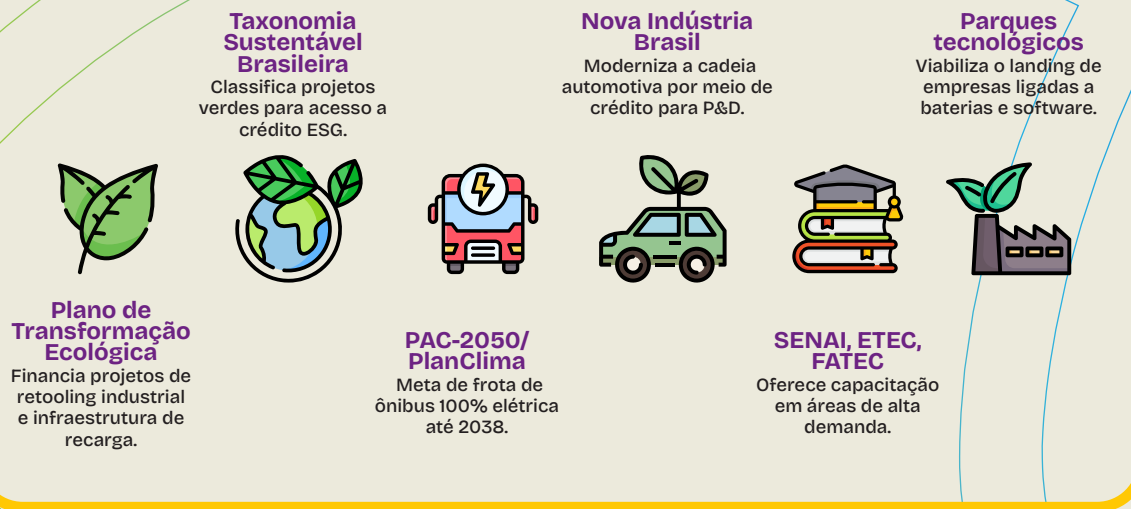 Taxonomia
Sustentável
Brasileira
Classifica projetos
verdes para acesso a
crédito ESG.
Nova Indústria
Brasil
Moderniza a cadeia
automotiva por meio de
crédito para P&D.
Parques
tecnológicos
Viabiliza o landing de
empresas ligadas a
baterias e software.
Plano de
Transformação
Ecológica
Financia projetos de
retooling industrial
e infraestrutura de
recarga.
PAC-2050/
PlanClima
Meta de frota de
ônibus 100% elétrica
até 2038.
SENAI, ETEC,
FATEC
Oferece capacitação
em áreas de alta
demanda.